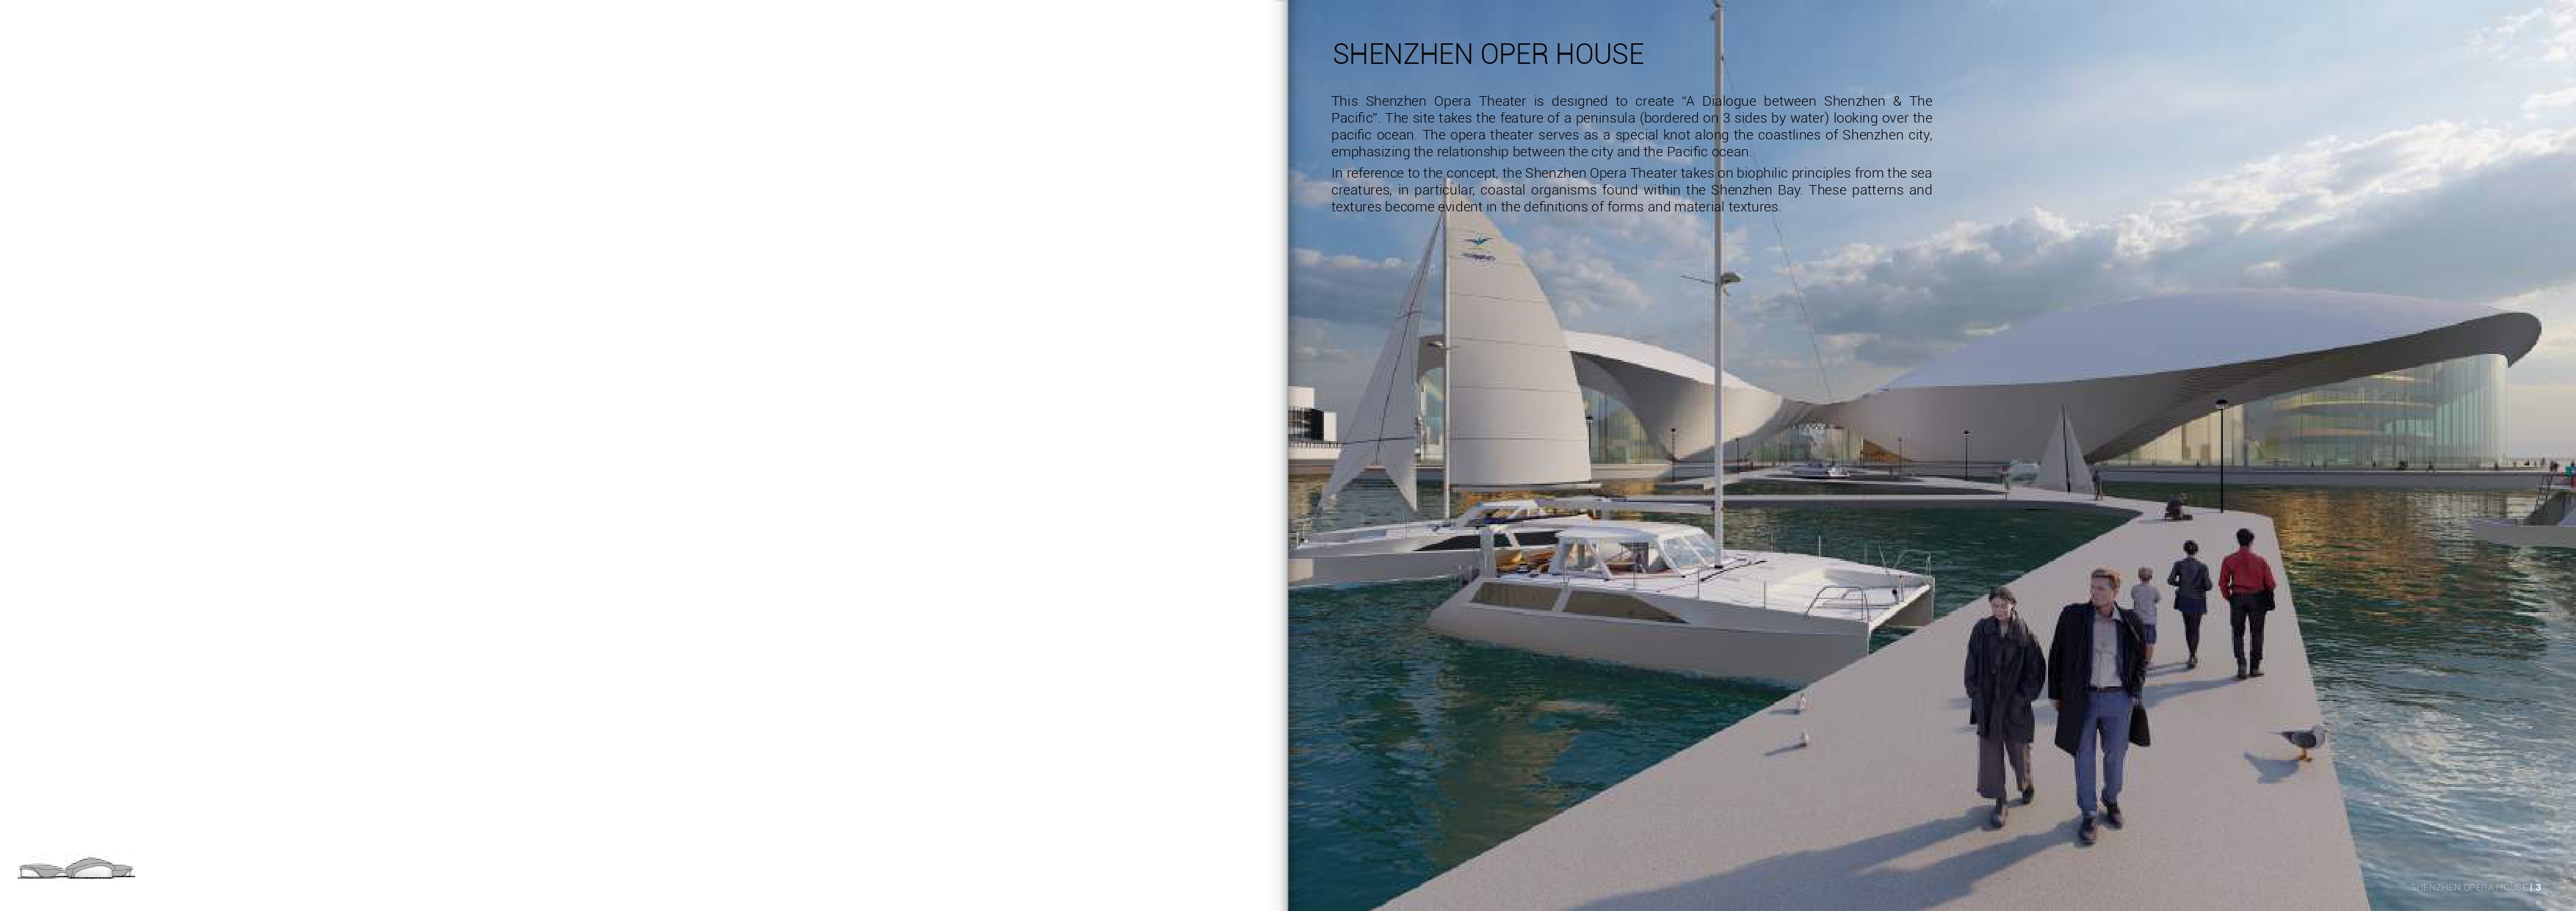 SHENZHEN OPER HOUSE
This Shenzhen Opera Theater is designed to create “A Dialogue between Shenzhen & The
Pacific”. The site takes the feature of a peninsula (bordered on 3 sides by water) looking over the
pacific ocean. The opera theater serves as a special knot along the coastlines of Shenzhen city,
emphasizing the relationship between the city and the Pacific ocean.
In reference to the concept, the Shenzhen Opera Theater takes on biophilic principles from the sea
creatures, in particular, coastal organisms found within the Shenzhen Bay. These patterns and
textures become evident in the definitions of forms and material textures.
SHENZHEN OPERA HOUSE | 3